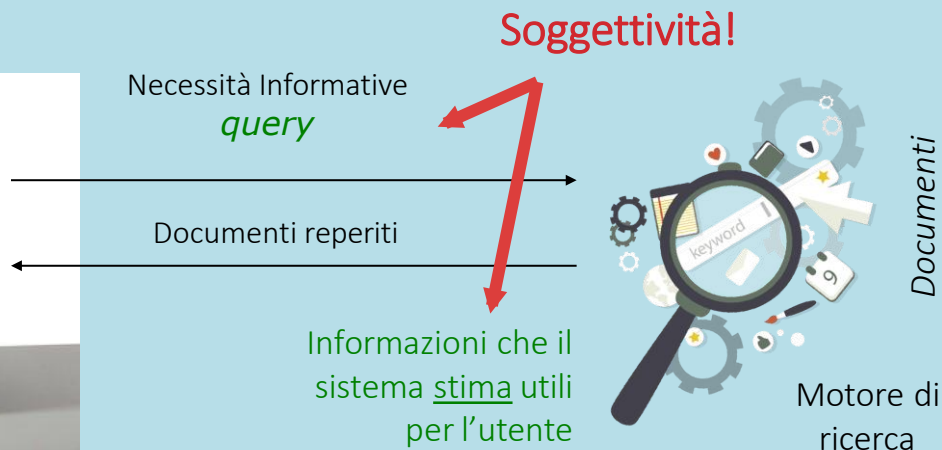 Soggettività!
Necessità Informative
query
Documenti reperiti
Informazioni che il
sistema stima utili
per l'utente
keyword
9
Documenti
Motore di
ricerca